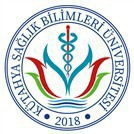 KÜTAHYA SAĞLIK BİLİMLERİ ÜNİVERSİTESİ
2018